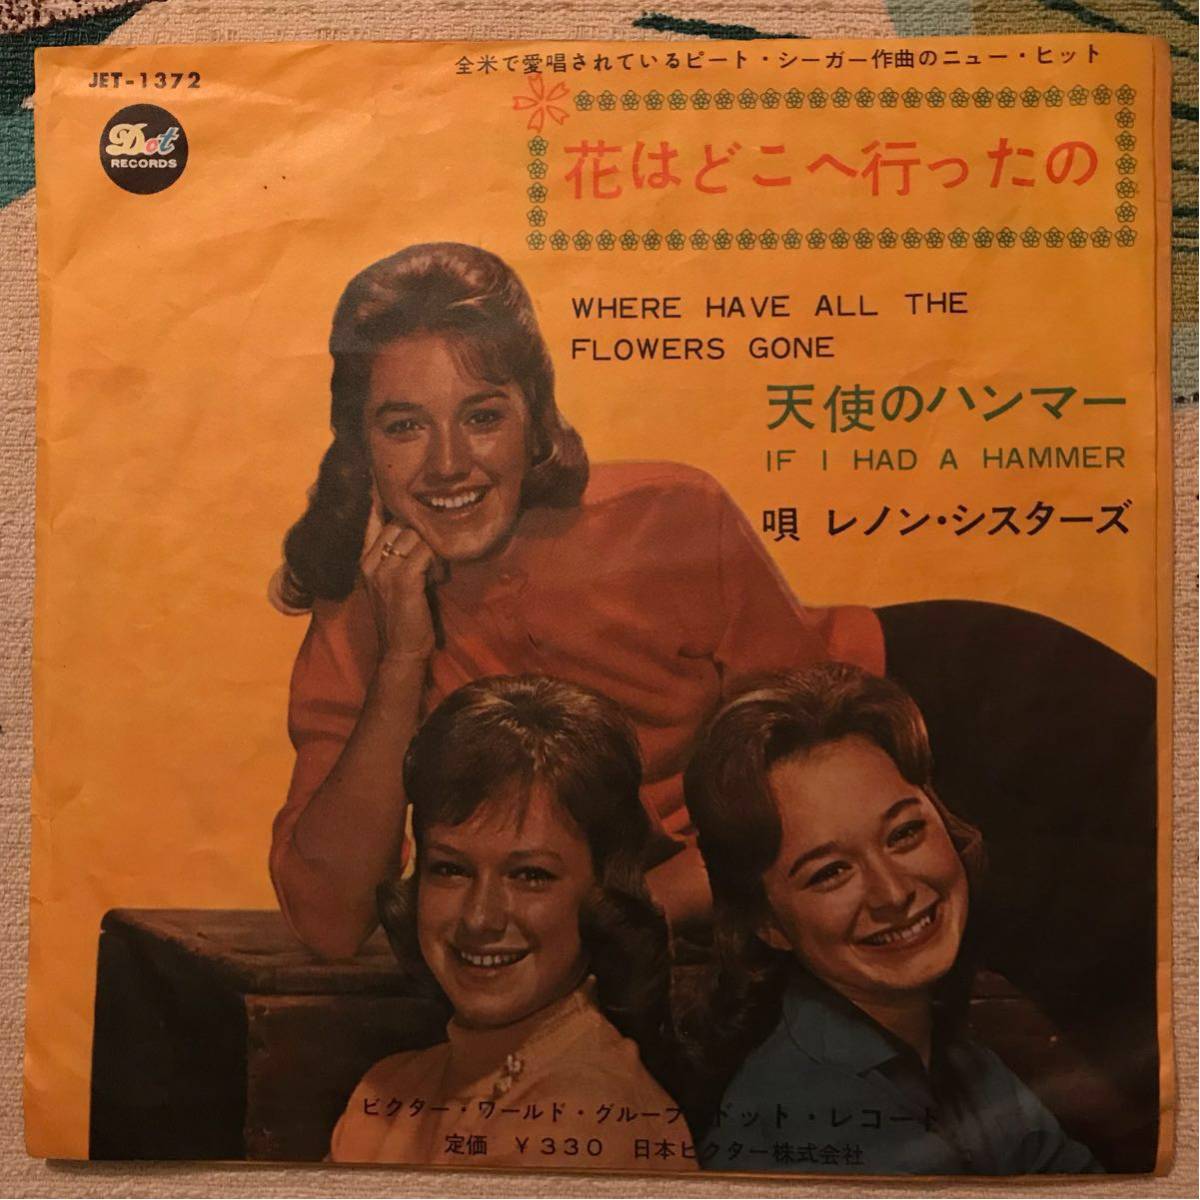 全米で愛唱されているピート・シーガー作曲のニュー・ヒット
JET-1372
Dot
RECORDS
花はどこへ行ったの
WHERE HAVE ALL THE
FLOWERS GONE
天使のハンマー
IF I HAD A HAMMER
唄 レノン・シスターズ
ビクター・ワールド・グループ ドット・レコード
定価 ￥330 日本ビクター株式会社